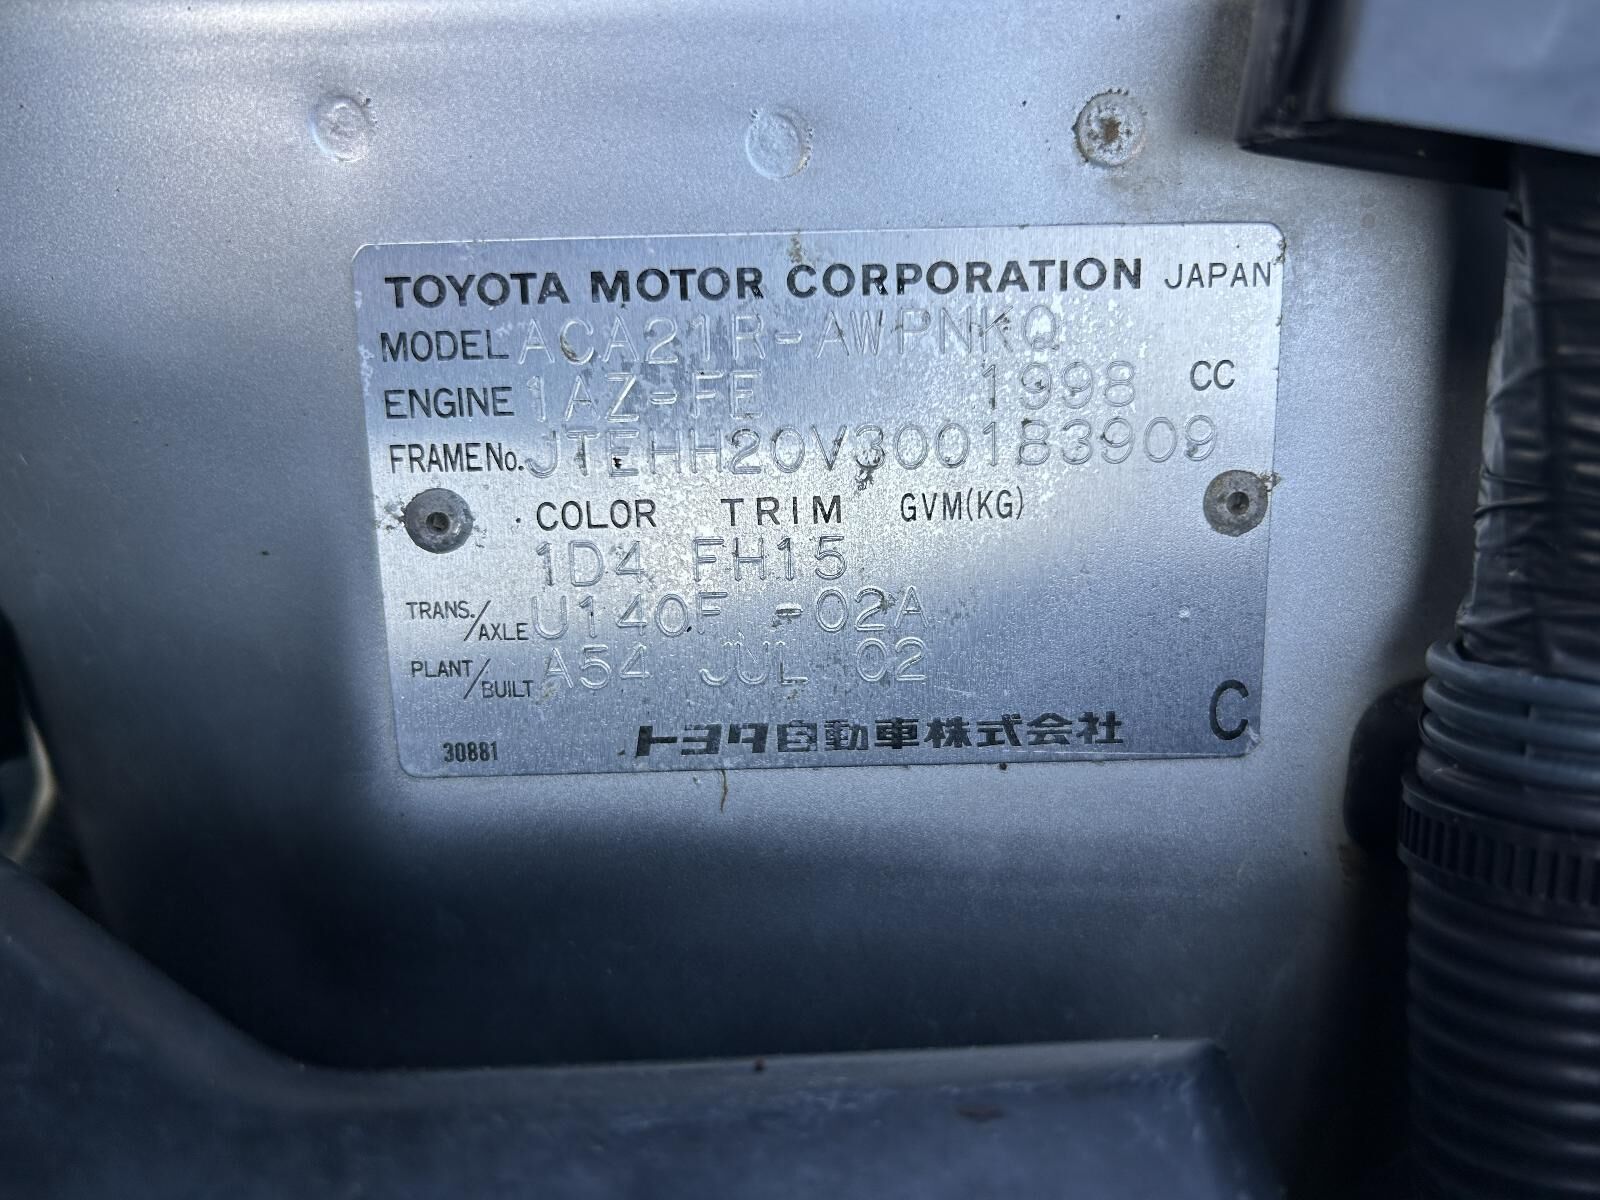 TOYOTA MOTOR CORPORATION JAPAN
MODEL ACA21R-AWPNKQ
ENGINE 1AZ-FE 1998 CC
FRAME No. JTEHH20V300183909
COLOR TRIM GVM(KG)
1D4 FH15
TRANS./AXLE U140F -02A
PLANT/BUILT A54 JUL 02
トヨタ自動車株式会社 C
30881